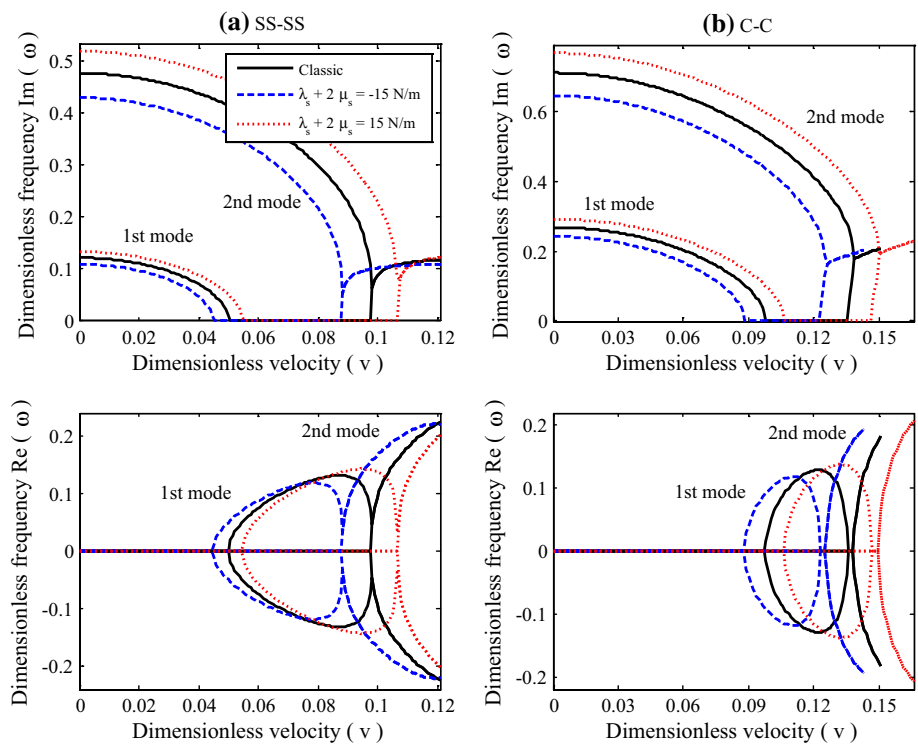 (a) SS-SS
Dimensionless frequency Im ( ω )
0.5
0.4
0.3
0.2
0.1
0
Classic
λs + 2 μs = -15 N/m
λs + 2 μs = 15 N/m
2nd mode
1st mode
0 0.02 0.04 0.06 0.08 0.1 0.12
Dimensionless velocity ( v )
(b) C-C
Dimensionless frequency Im ( ω )
0.6
0.4
0.2
0
2nd mode
1st mode
0 0.03 0.06 0.09 0.12 0.15
Dimensionless velocity ( v )
Dimensionless frequency Re ( ω )
0.2
0.1
0
-0.1
-0.2
2nd mode
1st mode
0 0.02 0.04 0.06 0.08 0.1 0.12
Dimensionless velocity ( v )
Dimensionless frequency Re ( ω )
0.2
0.1
0
-0.1
-0.2
2nd mode
1st mode
0 0.03 0.06 0.09 0.12 0.15
Dimensionless velocity ( v )